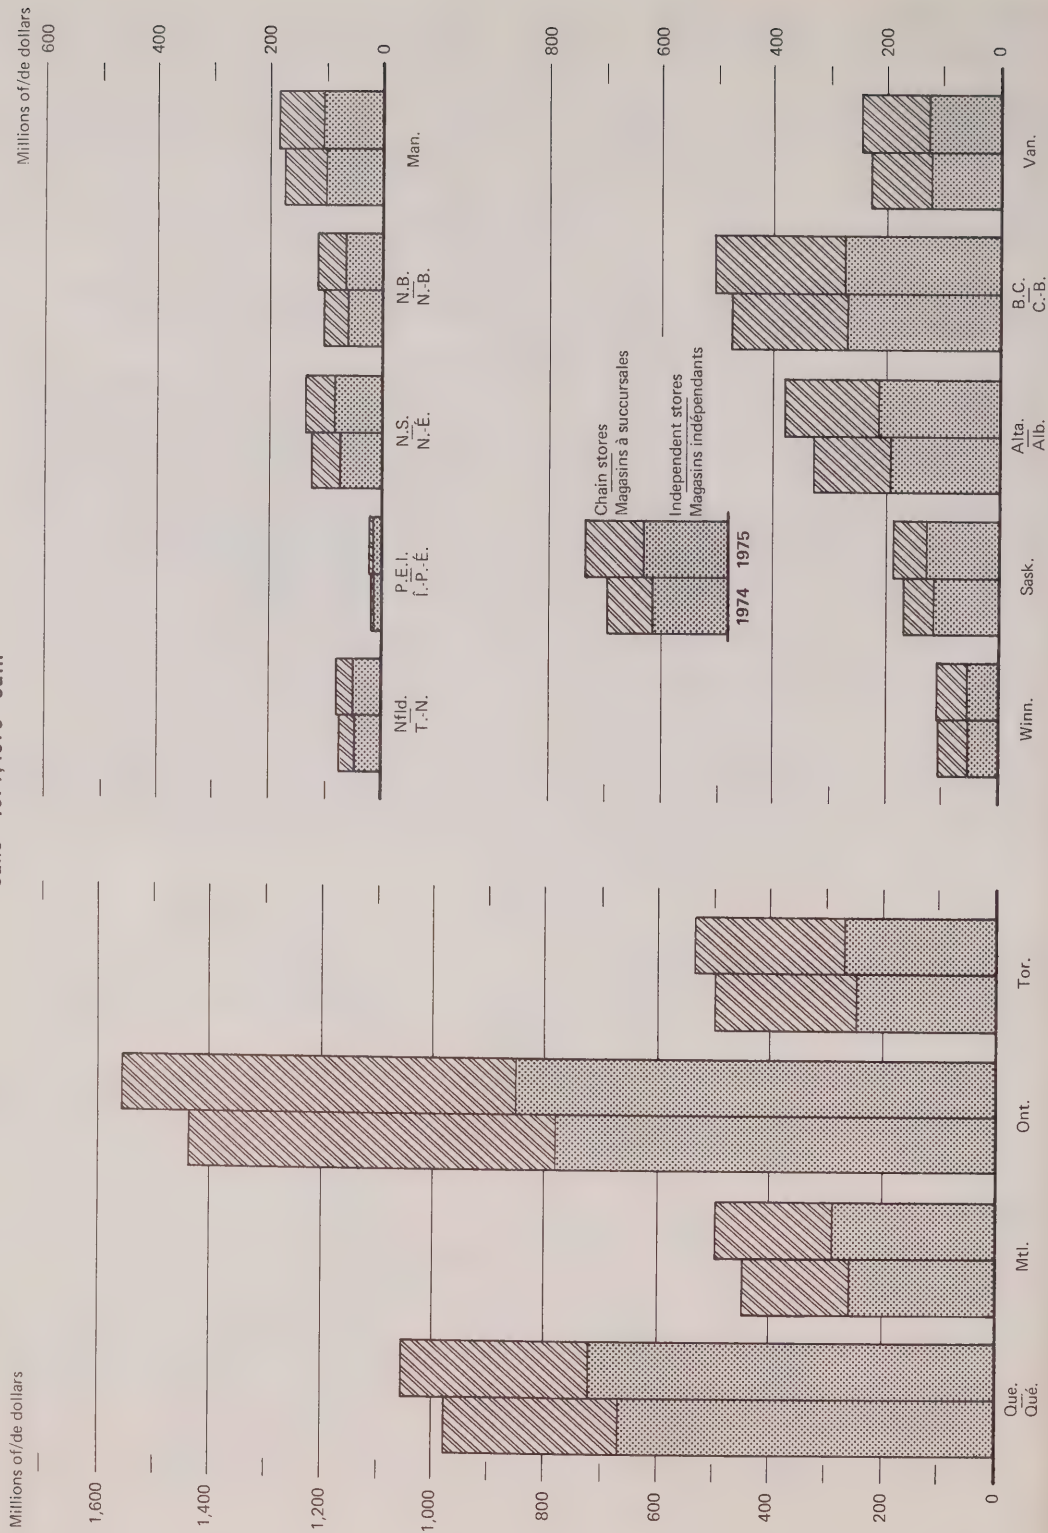 Millions of/de dollars
1,600
1,400
1,200
1,000
800
600
400
200
0
Que.
Qué.
Mtl.
Ont.
Tor.
Millions of/de dollars
600
400
200
0
Nfld.
T.-N.
P.E.I.
Î.-P.-É.
N.S.
N.-É.
N.B.
N.-B.
Man.
Chain stores
Magasins à succursales
Independent stores
Magasins indépendants
1974 1975
800
600
400
200
0
Winn.
Sask.
Alta.
Alb.
B.C.
C.-B.
Van.